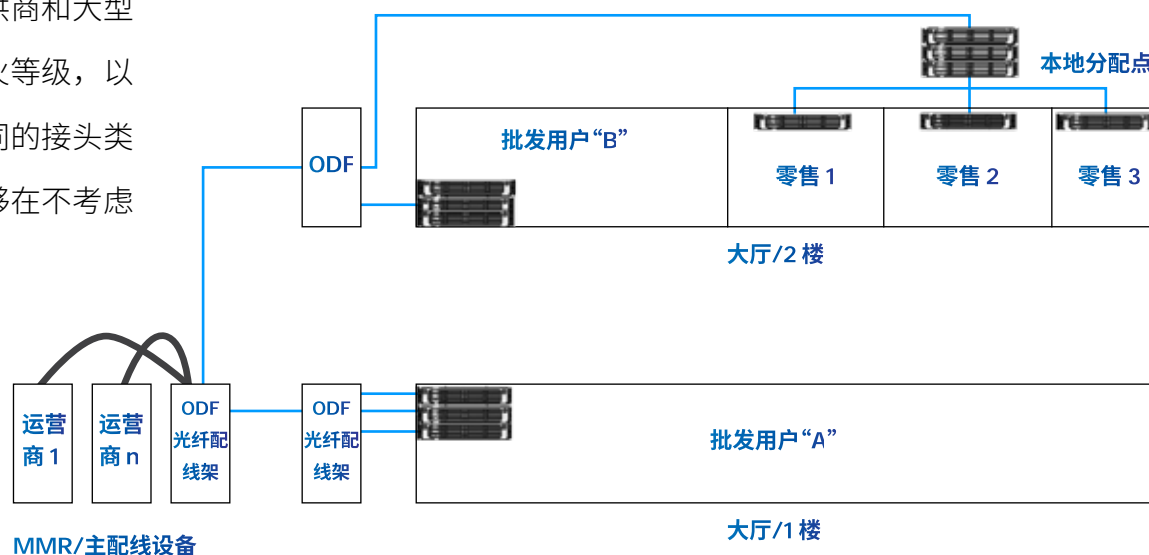 供商和大型
火等级，以
同的接头类
够在不考虑
本地分配点
ODF
批发用户“B”
零售 1
零售 2
零售 3
大厅/2 楼
运营
商 1
运营
商 n
ODF
光纤配
线架
ODF
光纤配
线架
批发用户“A”
大厅/1 楼
MMR/主配线设备